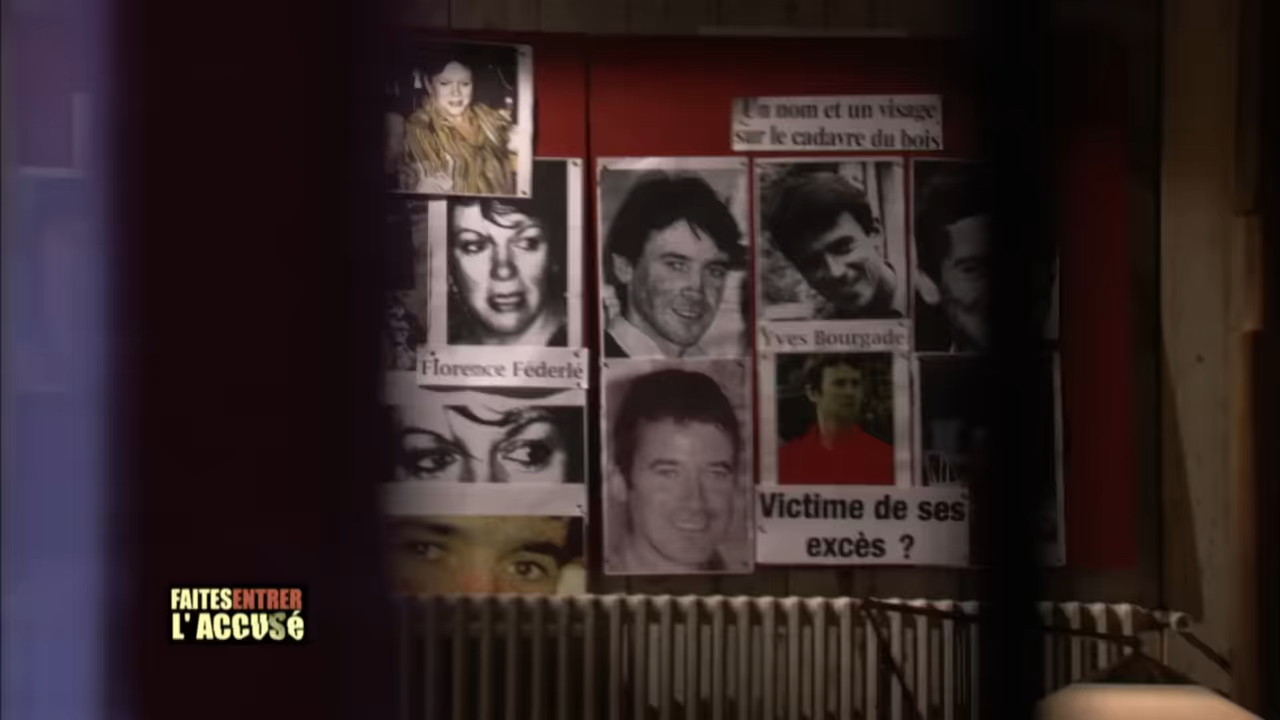 Un nom et un visage
sur le cadavre du bois
Yves Bourgade
Florence Féderlé
Victime de ses
excès ?
FAITES ENTRER
L'ACCUSÉ